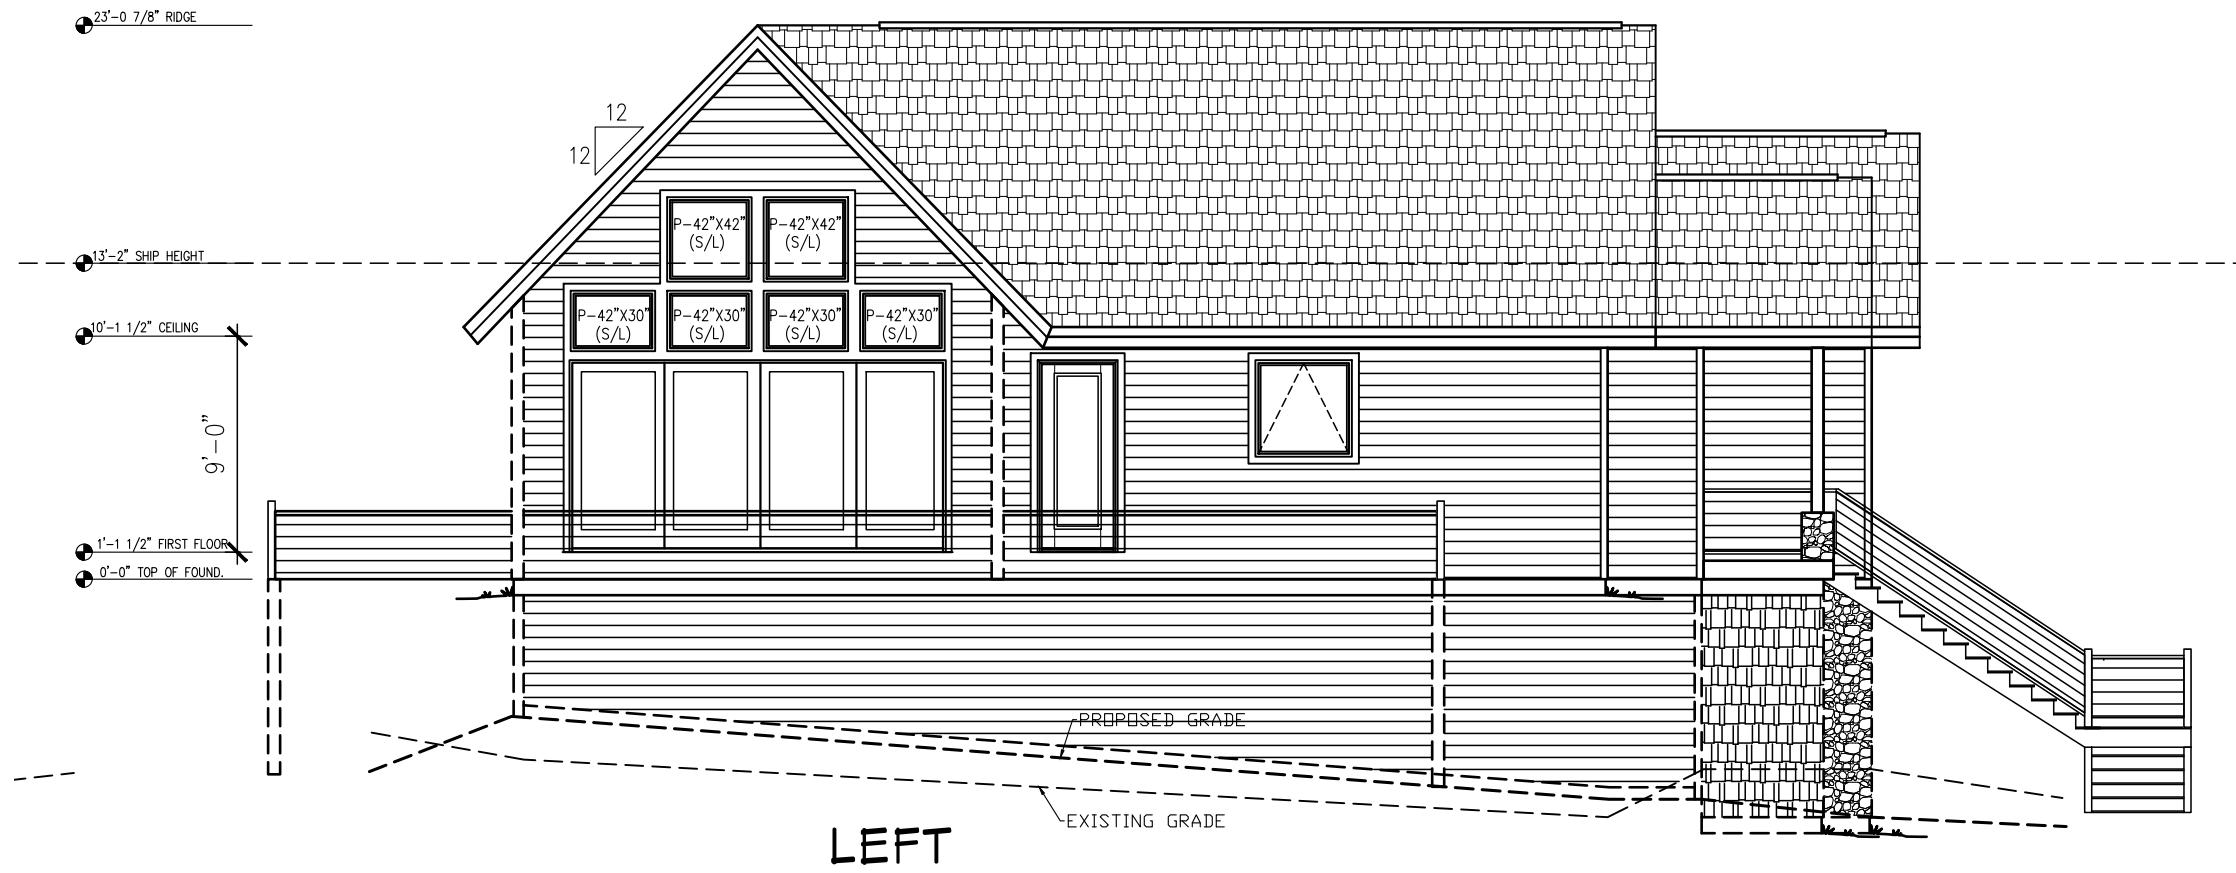 23'-0 7/8" RIDGE
12
12
P-42"X42"
(S/L)
P-42"X42"
(S/L)
13'-2" SHIP HEIGHT
P-42"X30"
(S/L)
P-42"X30"
(S/L)
P-42"X30"
(S/L)
P-42"X30"
(S/L)
10'-1 1/2" CEILING
9'-0"
1'-1 1/2" FIRST FLOOR
0'-0" TOP OF FOUND.
PROPOSED GRADE
EXISTING GRADE
LEFT